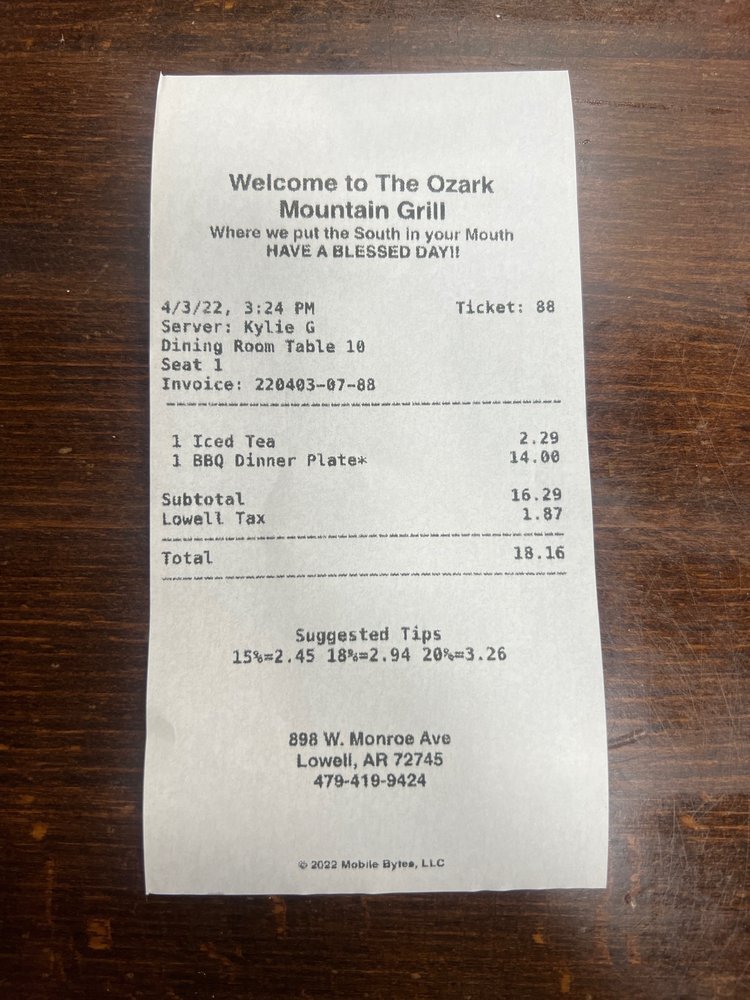 Welcome to The Ozark
Mountain Grill
Where we put the South in your Mouth
HAVE A BLESSED DAY!!
4/3/22, 3:24 PM Ticket: 88
Server: Kylie G
Dining Room Table 10
Seat 1
Invoice: 220403-07-88
1 Iced Tea 2.29
1 BBQ Dinner Plate* 14.00
Subtotal 16.29
Lowell Tax 1.87
Total 18.16
Suggested Tips
15%=2.45 18%=2.94 20%=3.26
898 W. Monroe Ave
Lowell, AR 72745
479-419-9424
© 2022 Mobile Bytes, LLC